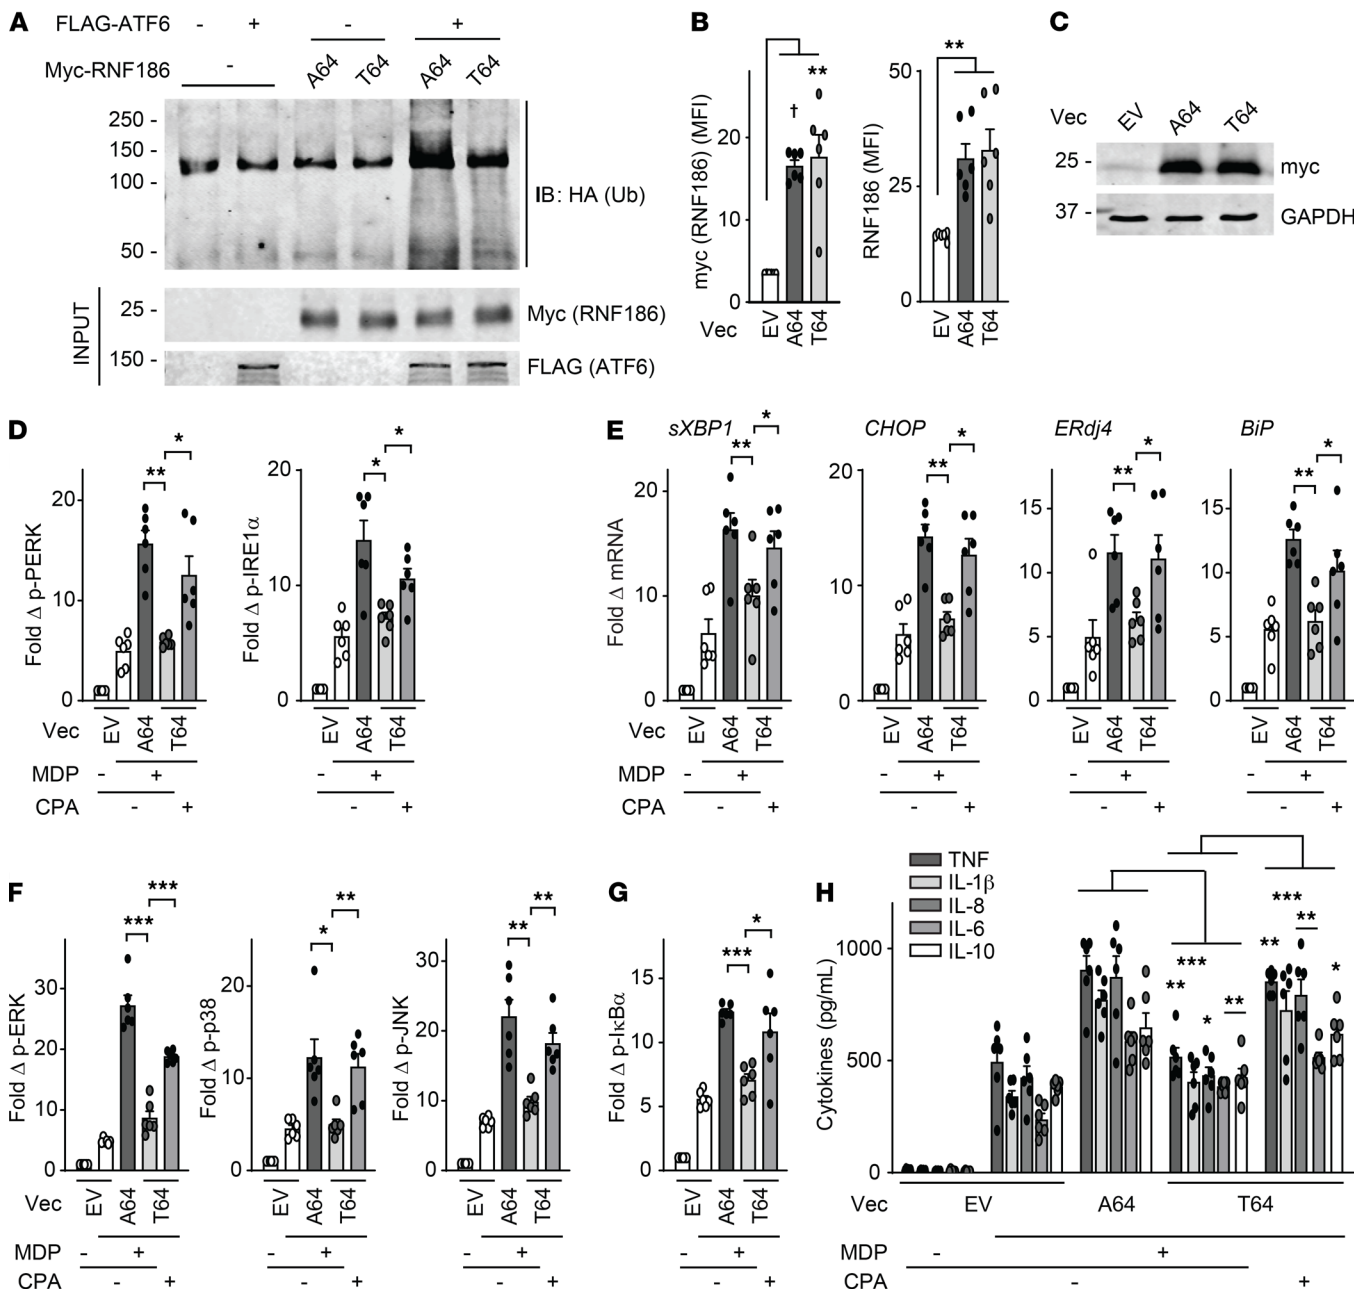 A
FLAG-ATF6 - + - +
Myc-RNF186 - A64 T64 A64 T64
250 -
150 -
100 -
50 -
IB: HA (Ub)
INPUT
25 -
Myc (RNF186)
150 -
FLAG (ATF6)
B
myc (RNF186) (MFI)
20
10
0
† **
Vec EV A64 T64
RNF186 (MFI)
50
25
0
**
EV A64 T64
C
Vec EV A64 T64
25 - myc
37 - GAPDH
D
Fold Δ p-PERK
20
10
0
** *
Vec EV A64 T64
MDP - +
CPA - +
Fold Δ p-IRE1α
20
10
0
* *
EV A64 T64
- +
- +
E
Fold Δ mRNA
sXBP1
20
10
0
** *
Vec EV A64 T64
MDP - +
CPA - +
CHOP
20
10
0
** *
EV A64 T64
- +
- +
ERdj4
15
10
5
0
** *
EV A64 T64
- +
- +
BiP
15
10
5
0
** *
EV A64 T64
- +
- +
F
Fold Δ p-ERK
30
20
10
0
*** ***
Vec EV A64 T64
MDP - +
CPA - +
Fold Δ p-p38
20
10
0
* **
EV A64 T64
- +
- +
Fold Δ p-JNK
30
20
10
0
** **
EV A64 T64
- +
- +
G
Fold Δ p-IκBα
15
10
5
0
*** *
Vec EV A64 T64
MDP - +
CPA - +
H
TNF
IL-1β
IL-8
IL-6
IL-10
Cytokines (pg/mL)
1000
500
0
** *** * **
** *** ** *
Vec EV A64 T64
MDP - +
CPA - +